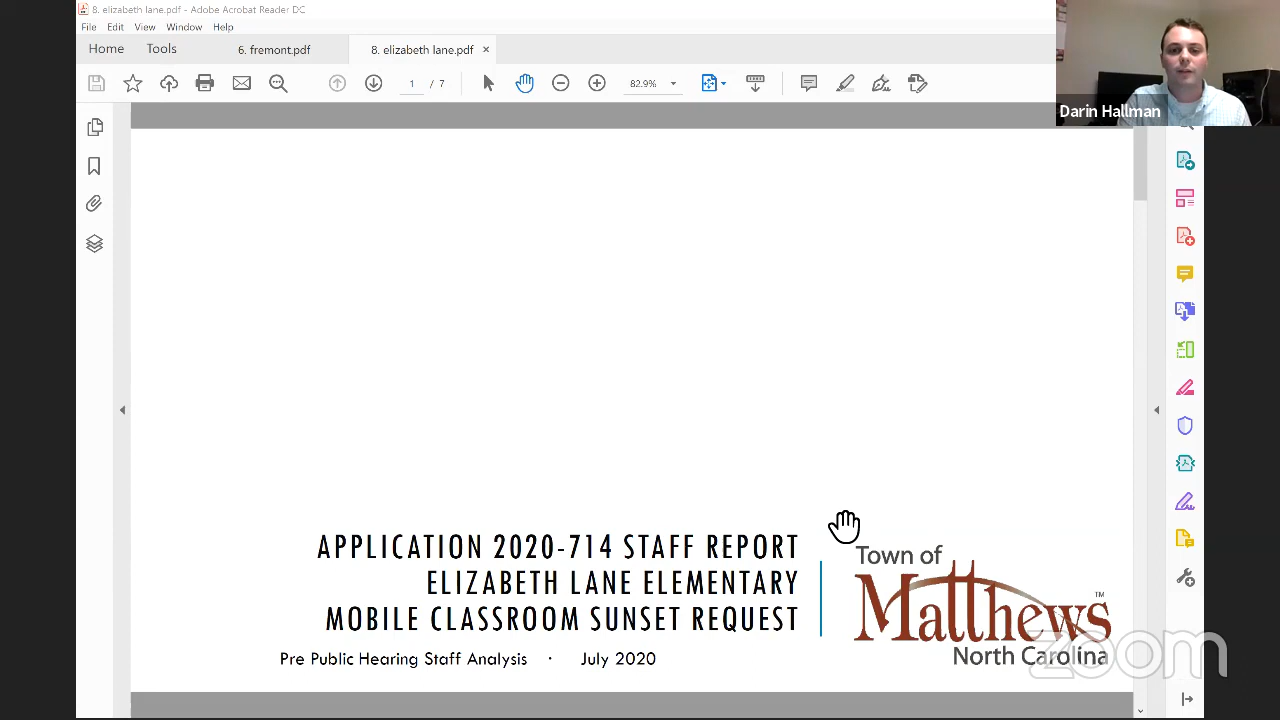 8. elizabeth lane.pdf - Adobe Acrobat Reader DC
File Edit View Window Help
Home Tools 6. fremont.pdf 8. elizabeth lane.pdf ×
1 / 7 82.9%
Darin Hallman
APPLICATION 2020-714 STAFF REPORT
ELIZABETH LANE ELEMENTARY
MOBILE CLASSROOM SUNSET REQUEST
Pre Public Hearing Staff Analysis · July 2020
Town of
Matthews™
North Carolina
zoom